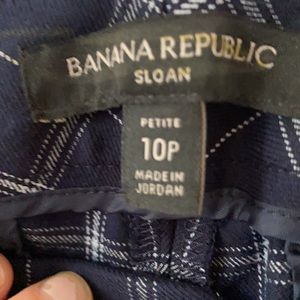 BANANA REPUBLIC
SLOAN
PETITE
10P
MADE IN
JORDAN